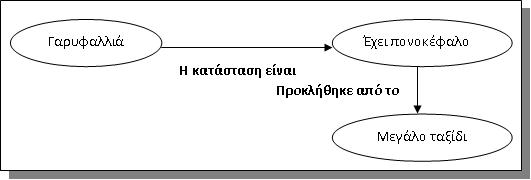 Γαρυφαλλιά
Έχει πονοκέφαλο
Η κατάσταση είναι
Προκλήθηκε από το
Μεγάλο ταξίδι